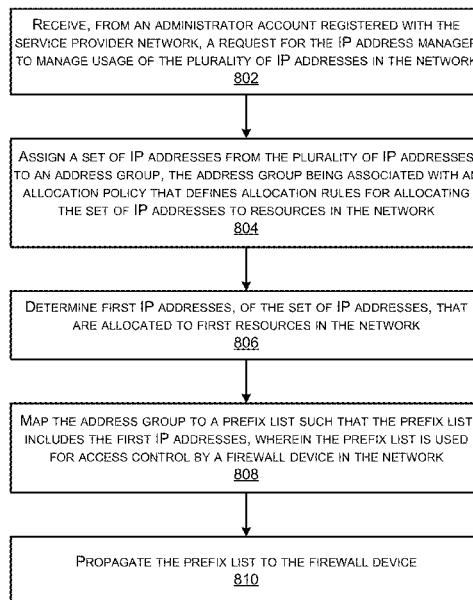 RECEIVE, FROM AN ADMINISTRATOR ACCOUNT REGISTERED WITH THE
SERVICE PROVIDER NETWORK, A REQUEST FOR THE IP ADDRESS MANAGER
TO MANAGE USAGE OF THE PLURALITY OF IP ADDRESSES IN THE NETWORK
802
ASSIGN A SET OF IP ADDRESSES FROM THE PLURALITY OF IP ADDRESSES
TO AN ADDRESS GROUP, THE ADDRESS GROUP BEING ASSOCIATED WITH AN
ALLOCATION POLICY THAT DEFINES ALLOCATION RULES FOR ALLOCATING
THE SET OF IP ADDRESSES TO RESOURCES IN THE NETWORK
804
DETERMINE FIRST IP ADDRESSES, OF THE SET OF IP ADDRESSES, THAT
ARE ALLOCATED TO FIRST RESOURCES IN THE NETWORK
806
MAP THE ADDRESS GROUP TO A PREFIX LIST SUCH THAT THE PREFIX LIST
INCLUDES THE FIRST IP ADDRESSES, WHEREIN THE PREFIX LIST IS USED
FOR ACCESS CONTROL BY A FIREWALL DEVICE IN THE NETWORK
808
PROPAGATE THE PREFIX LIST TO THE FIREWALL DEVICE
810